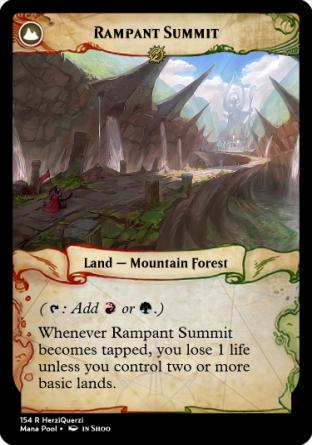 RAMPANT SUMMIT
Land — Mountain Forest
( : Add or .)
Whenever Rampant Summit
becomes tapped, you lose 1 life
unless you control two or more
basic lands.
154 R HerziQuerzi
Mana Pool • IN SHOO